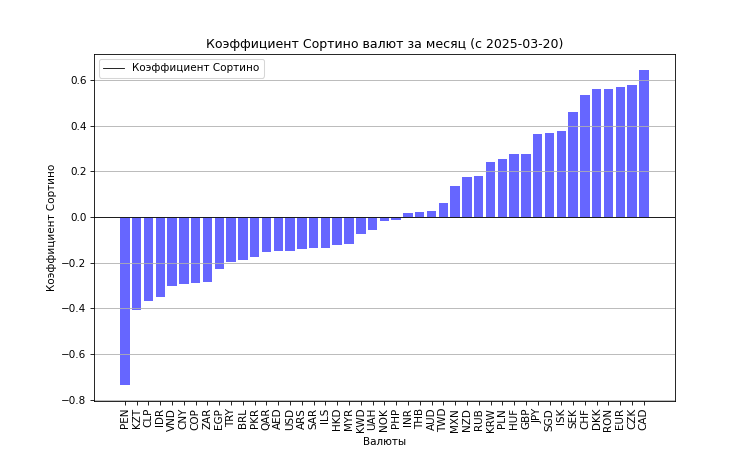 Коэффициент Сортино валют за месяц (с 2025-03-20)
Коэффициент Сортино
Коэффициент Сортино
0.6
0.4
0.2
0.0
−0.2
−0.4
−0.6
−0.8
PEN KZT CLP IDR VND CNY COP ZAR EGP TRY BRL PKR QAR AED USD ARS SAR ILS HKD MYR KWD UAH NOK PHP INR THB AUD TWD MXN NZD RUB KRW PLN HUF GBP JPY SGD ISK SEK CHF DKK RON EUR CZK CAD
Валюты